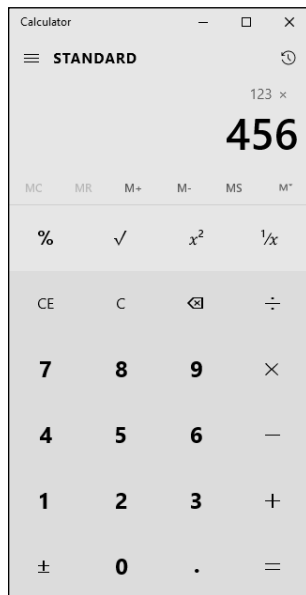 Calculator
STANDARD
123 ×
456
MC MR M+ M- MS M˅
% √ x² ¹⁄x
CE C ÷
7 8 9 ×
4 5 6 −
1 2 3 +
± 0 . =